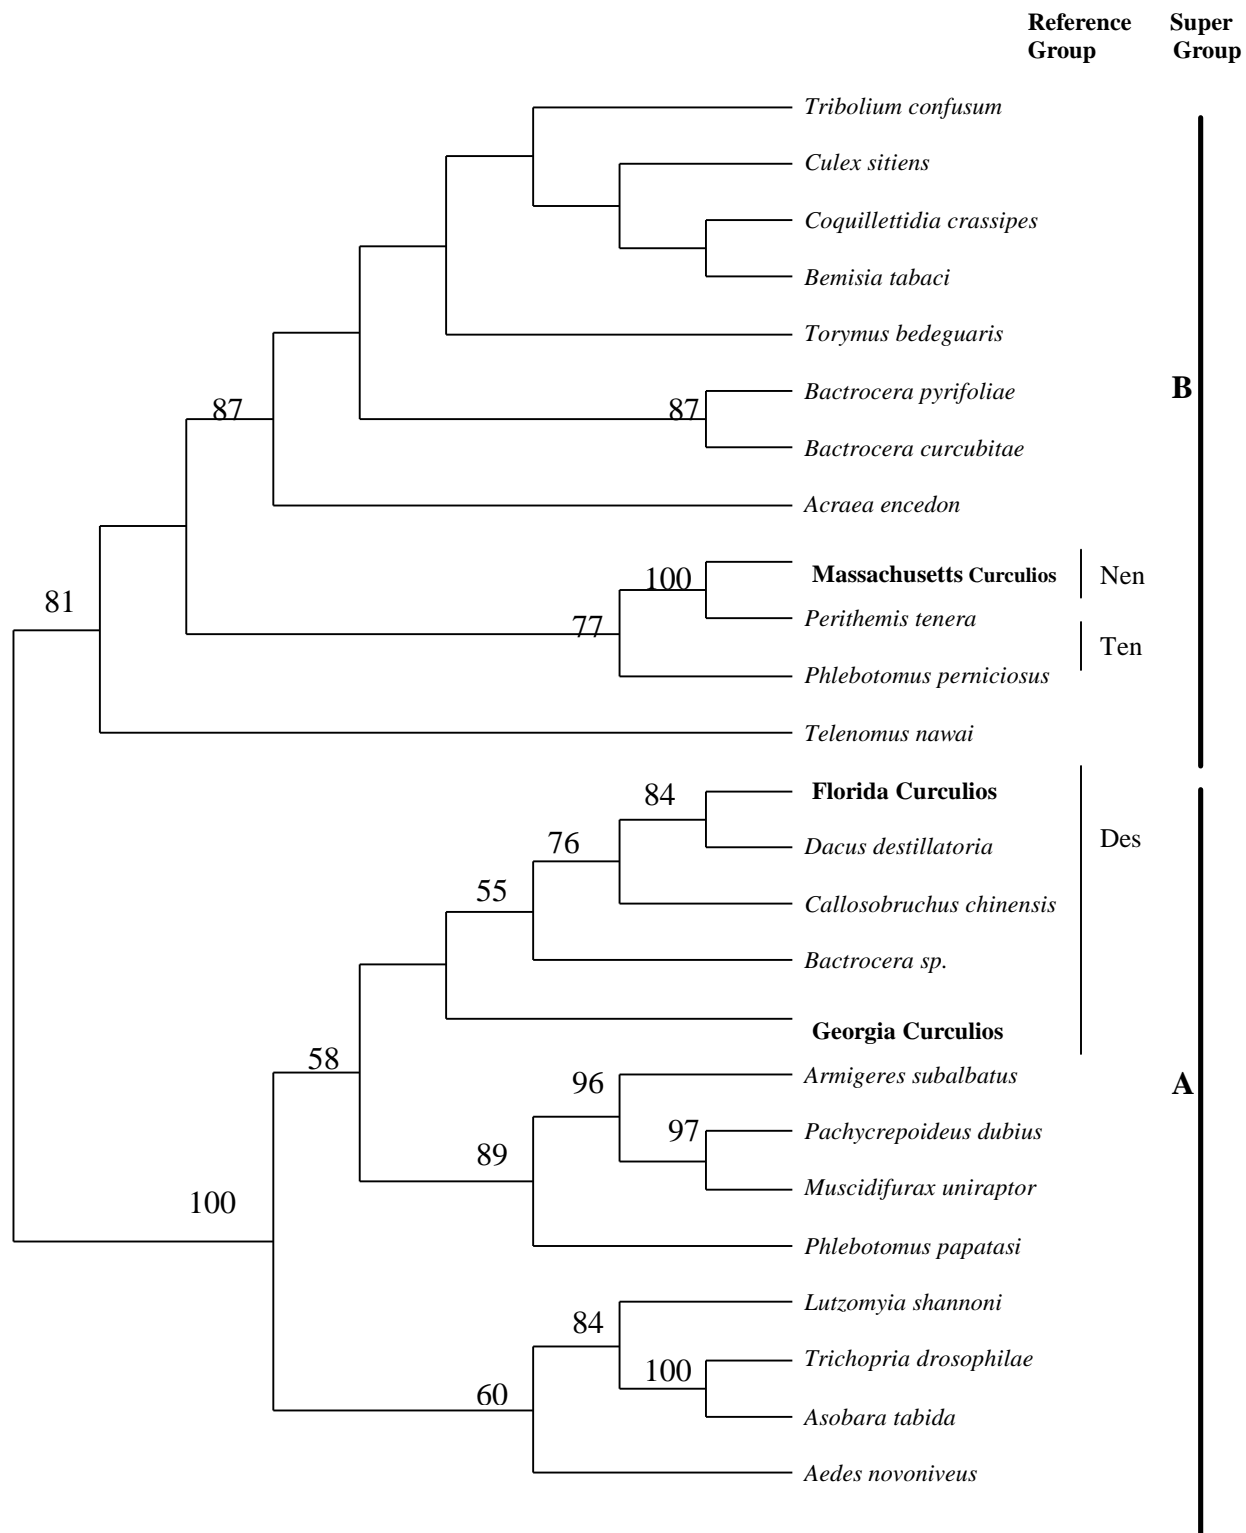 Reference Super
Group Group
Tribolium confusum
Culex sitiens
Coquillettidia crassipes
Bemisia tabaci
Torymus bedeguaris
Bactrocera pyrifoliae
B
87
87
Bactrocera curcubitae
Acraea encedon
100
Massachusetts Curculios
Nen
81
Perithemis tenera
77
Ten
Phlebotomus perniciosus
Telenomus nawai
84
Florida Curculios
76
Dacus destillatoria
Des
55
Callosobruchus chinensis
Bactrocera sp.
Georgia Curculios
58
96
Armigeres subalbatus
A
97
Pachycrepoideus dubius
89
Muscidifurax uniraptor
100
Phlebotomus papatasi
84
Lutzomyia shannoni
100
Trichopria drosophilae
60
Asobara tabida
Aedes novoniveus